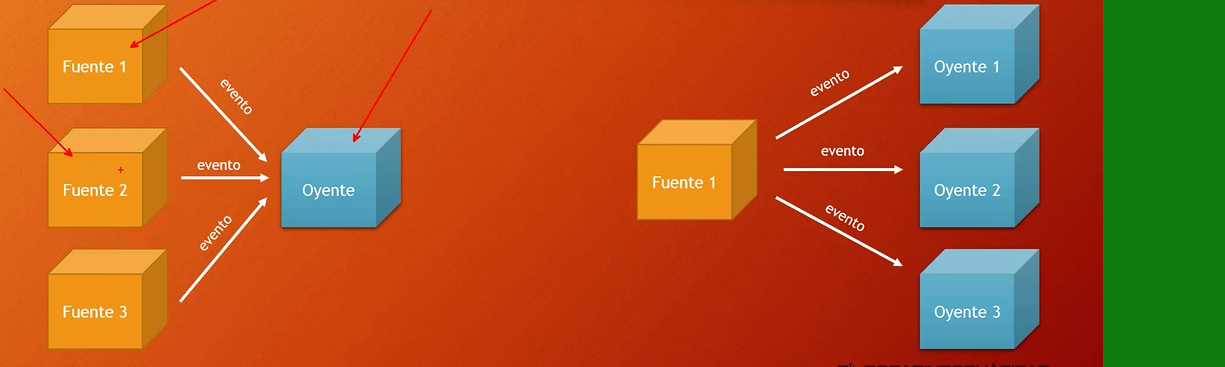 Fuente 1
evento
Fuente 2
evento
Oyente
evento
Fuente 3
Fuente 1
evento
Oyente 1
evento
Oyente 2
evento
Oyente 3